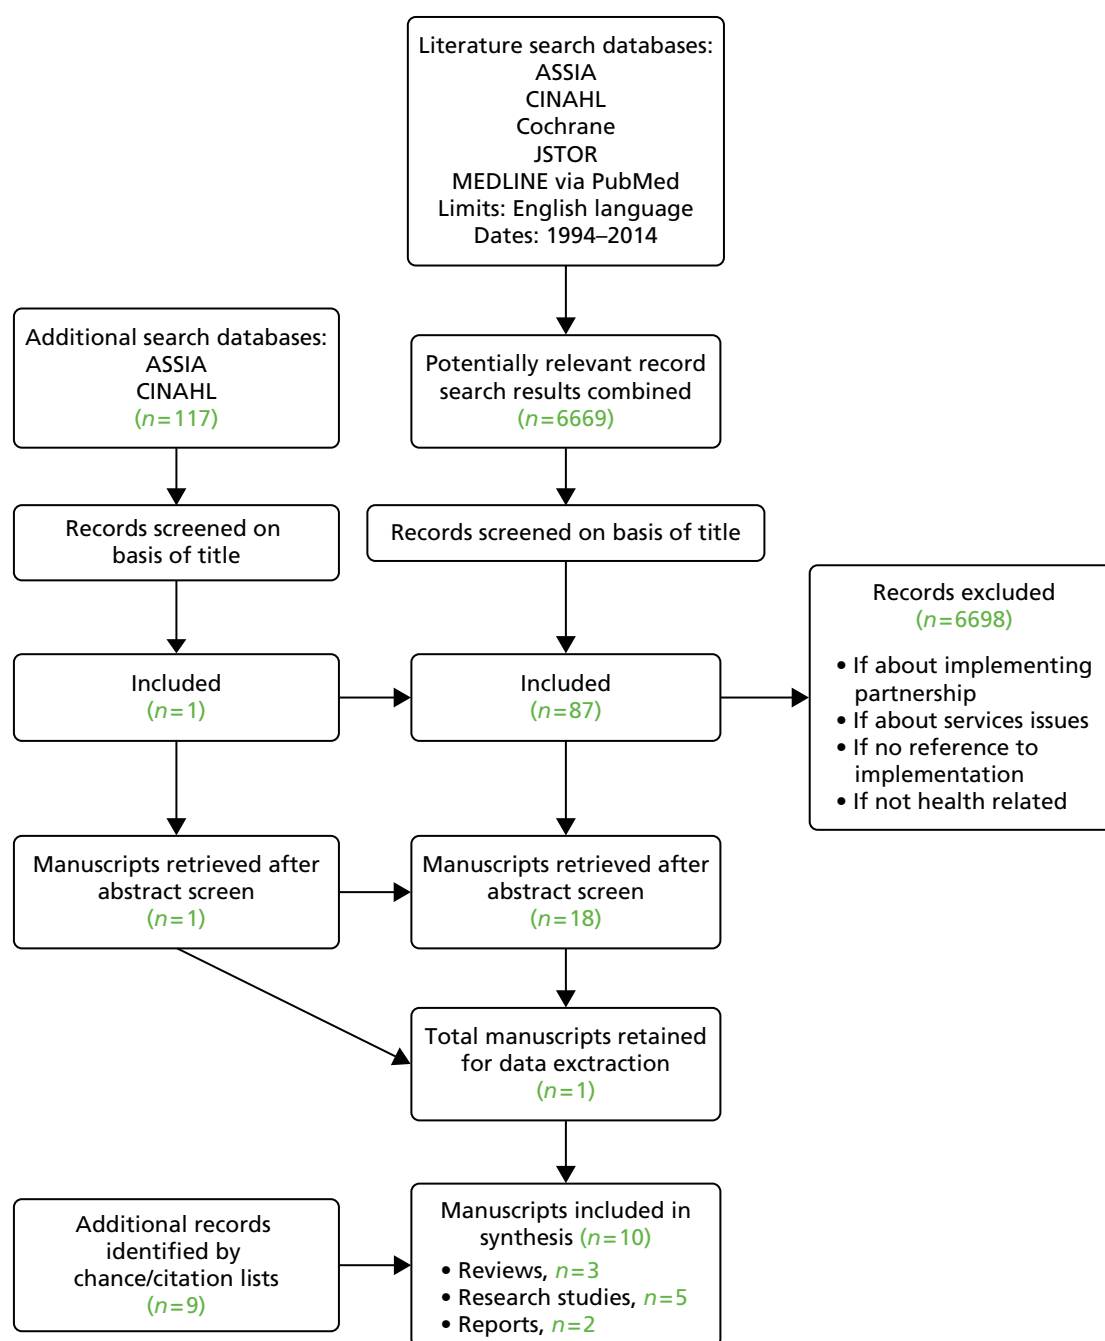 Literature search databases:
ASSIA
CINAHL
Cochrane
JSTOR
MEDLINE via PubMed
Limits: English language
Dates: 1994–2014
Additional search databases:
ASSIA
CINAHL
(n=117)
Potentially relevant record
search results combined
(n=6669)
Records screened on
basis of title
Records screened on basis of title
Records excluded
(n=6698)
• If about implementing
partnership
• If about services issues
• If no reference to
implementation
• If not health related
Included
(n=1)
Included
(n=87)
Manuscripts retrieved after
abstract screen
(n=1)
Manuscripts retrieved after
abstract screen
(n=18)
Total manuscripts retained
for data exctraction
(n=1)
Additional records
identified by
chance/citation lists
(n=9)
Manuscripts included in
synthesis (n=10)
• Reviews, n=3
• Research studies, n=5
• Reports, n=2